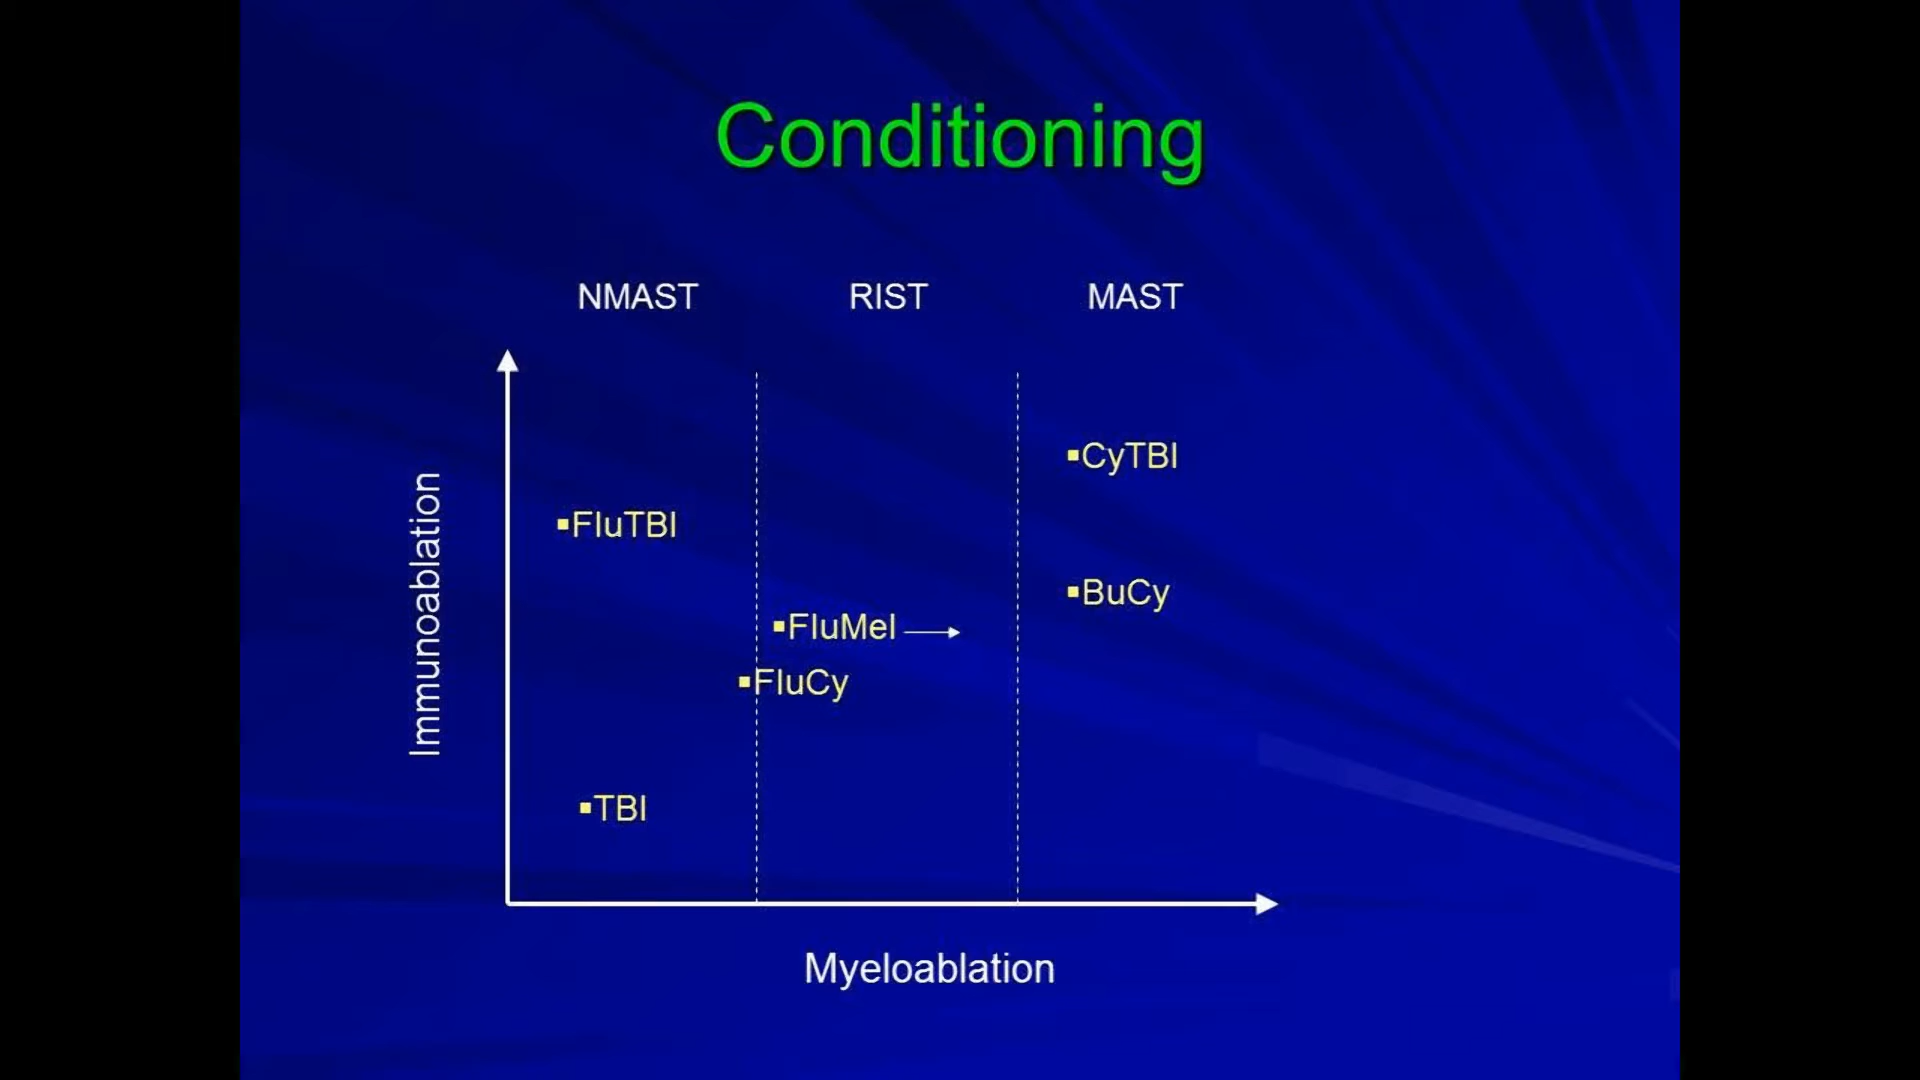 Conditioning
NMAST RIST MAST
▪CyTBI
▪FluTBI
▪BuCy
▪FluMel
▪FluCy
▪TBI
Immunoablation
Myeloablation